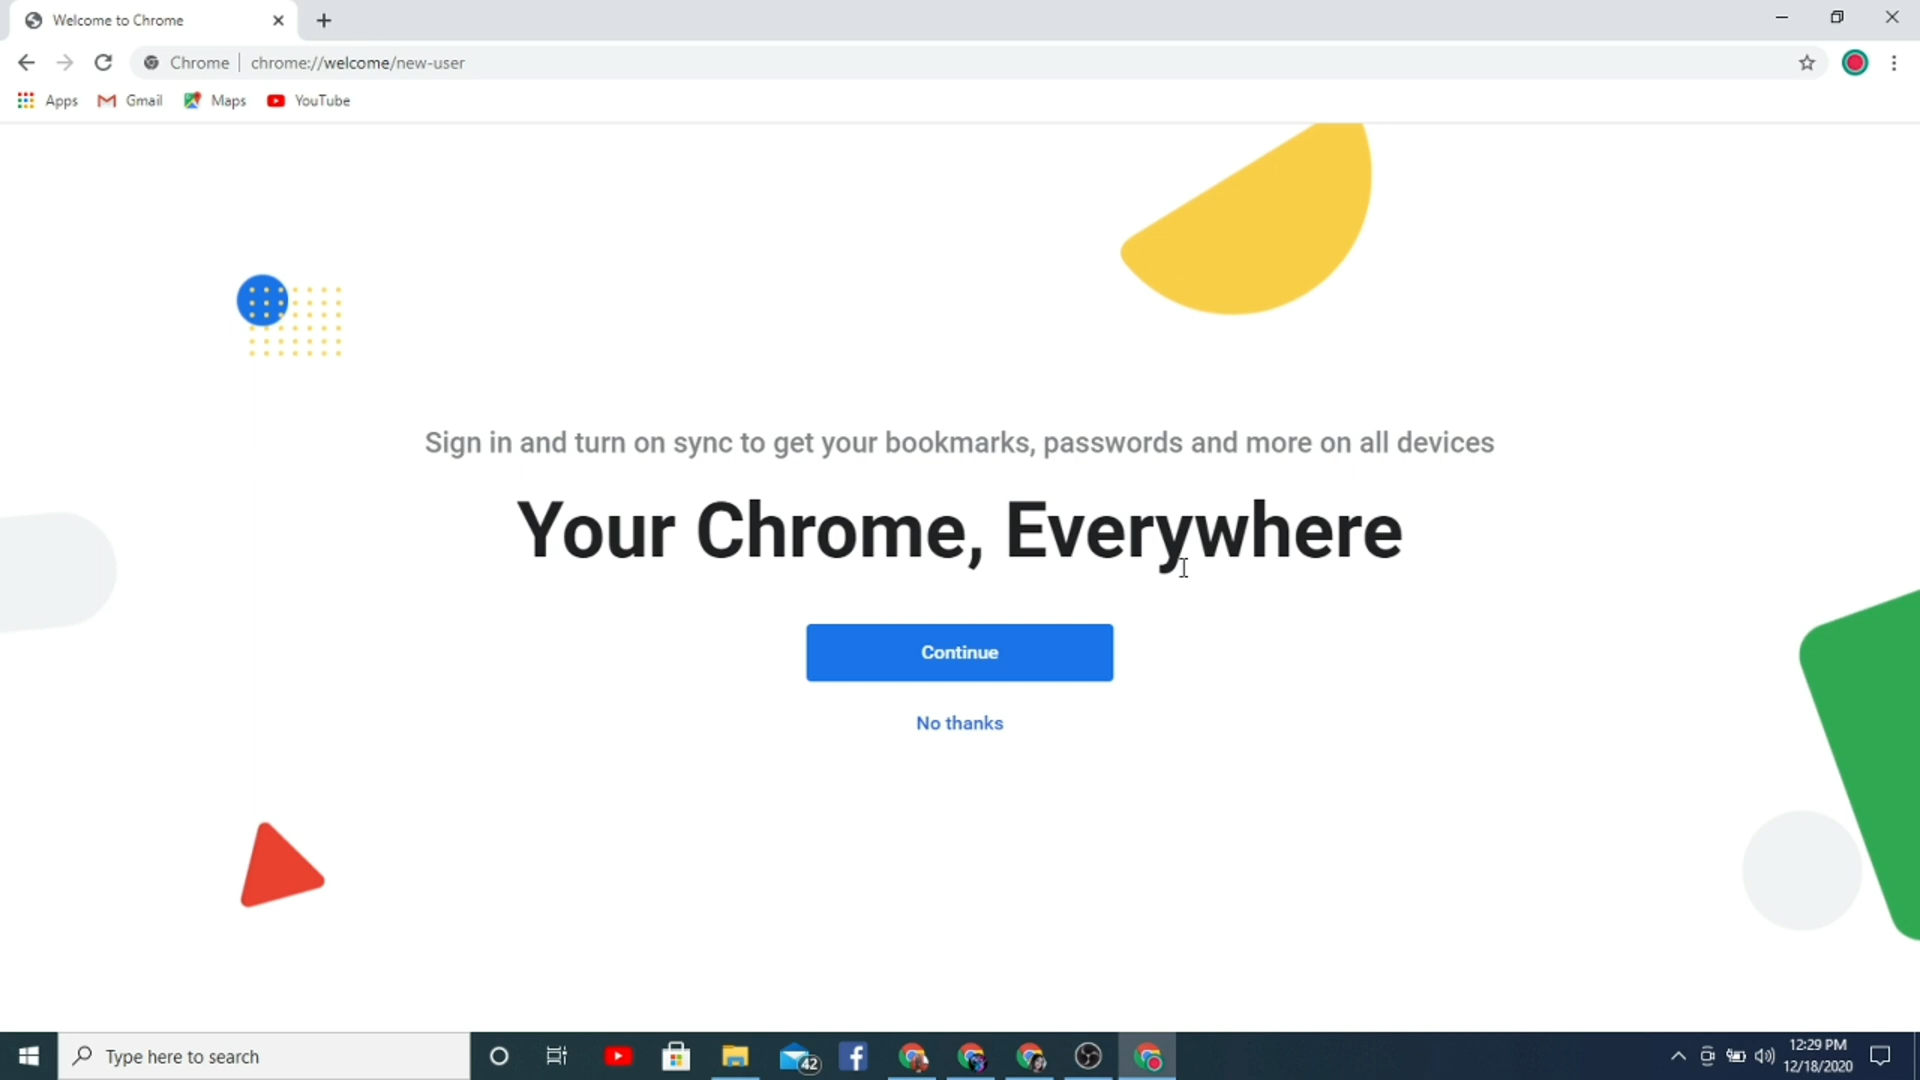 Welcome to Chrome
Chrome | chrome://welcome/new-user
Apps Gmail Maps YouTube
Sign in and turn on sync to get your bookmarks, passwords and more on all devices
Your Chrome, Everywhere
Continue
No thanks
Type here to search
42
12:29 PM
12/18/2020